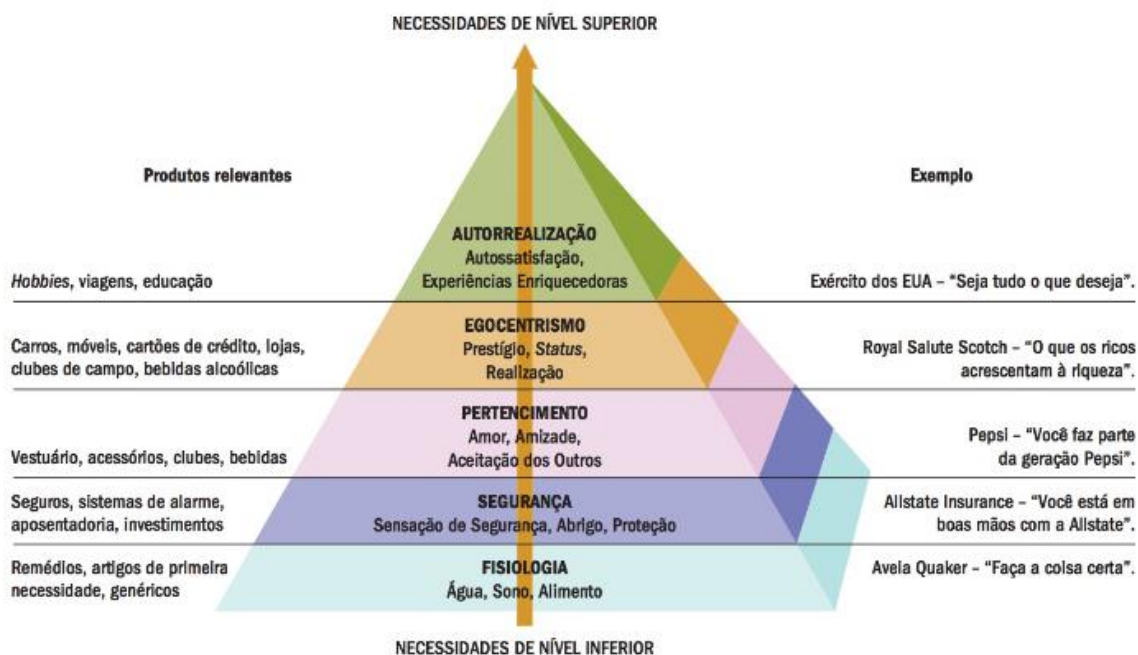 NECESSIDADES DE NÍVEL SUPERIOR
Produtos relevantes
Exemplo
AUTORREALIZAÇÃO
Autossatisfação,
Experiências Enriquecedoras
Hobbies, viagens, educação
Exército dos EUA – “Seja tudo o que deseja”.
EGOCENTRISMO
Prestígio, Status,
Realização
Carros, móveis, cartões de crédito, lojas,
clubes de campo, bebidas alcoólicas
Royal Salute Scotch – “O que os ricos
acrescentam à riqueza”.
PERTENCIMENTO
Amor, Amizade,
Aceitação dos Outros
Vestuário, acessórios, clubes, bebidas
Pepsi – “Você faz parte
da geração Pepsi”.
SEGURANÇA
Sensação de Segurança, Abrigo, Proteção
Seguros, sistemas de alarme,
aposentadoria, investimentos
Allstate Insurance – “Você está em
boas mãos com a Allstate”.
FISIOLOGIA
Água, Sono, Alimento
Remédios, artigos de primeira
necessidade, genéricos
Aveia Quaker – “Faça a coisa certa”.
NECESSIDADES DE NÍVEL INFERIOR